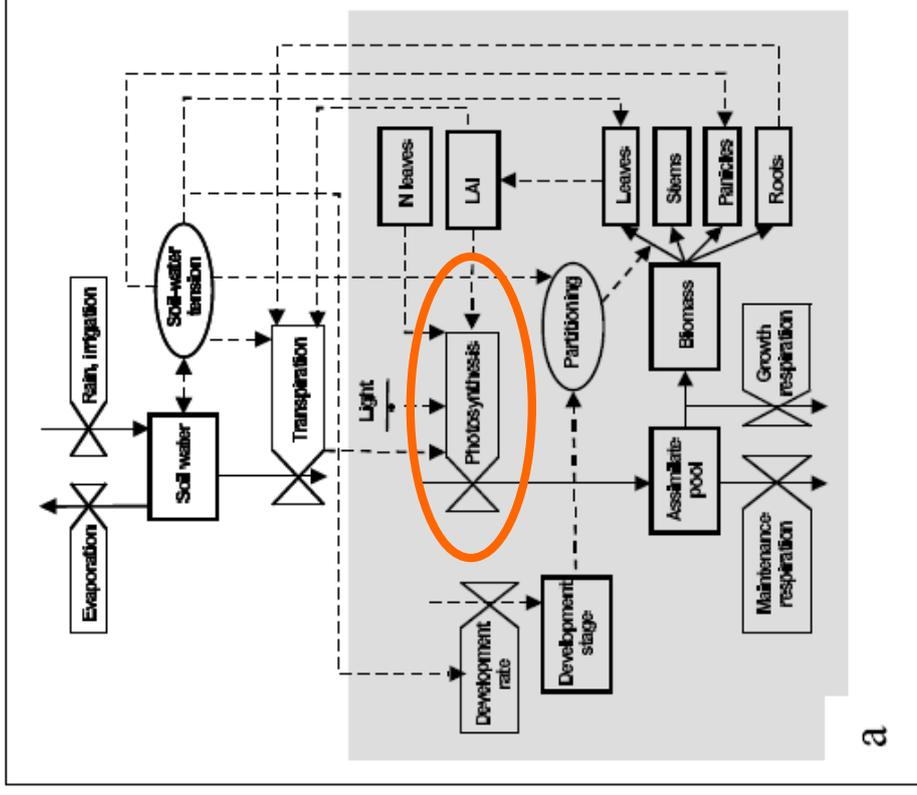 Evaporation
Rain, irrigation
Soil water
Soil-water
tension
Transpiration
Light
N leaves
LAI
Photosynthesis
Development
rate
Development
stage
Partitioning
Leaves
Stems
Panicles
Roots
Assimilate
pool
Biomass
Maintenance
respiration
Growth
respiration
a